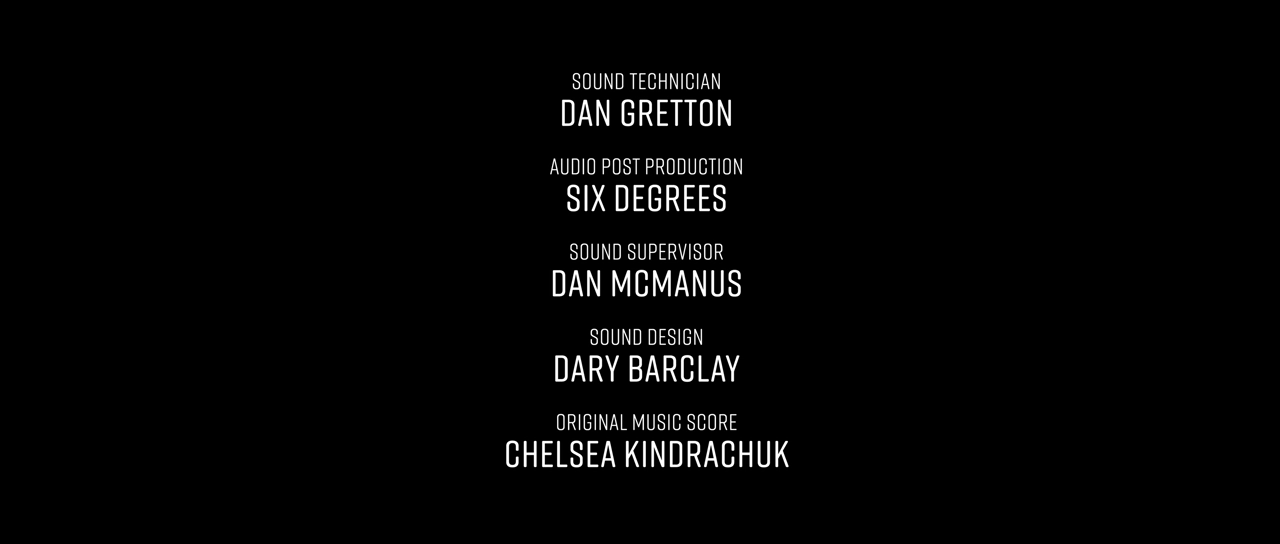 SOUND TECHNICIAN
DAN GRETTON
AUDIO POST PRODUCTION
SIX DEGREES
SOUND SUPERVISOR
DAN MCMANUS
SOUND DESIGN
DARY BARCLAY
ORIGINAL MUSIC SCORE
CHELSEA KINDRACHUK